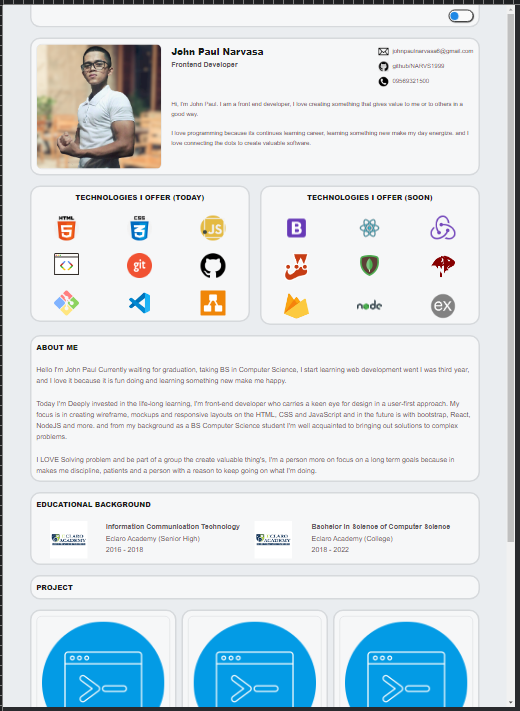 John Paul Narvasa
Frontend Developer
johnpaulnarvasa6@gmail.com
github/NARVS1999
09569321500
Hi, I'm John Paul. I am a front end developer, I love creating something that gives value to me or to others in a
good way.
I love programming because its continues learning career, learning something new make my day energize. and I
love connecting the dots to create valuable software.
TECHNOLOGIES I OFFER (TODAY)
HTML
5
CSS
3
JS
git
TECHNOLOGIES I OFFER (SOON)
B
node
ex
ABOUT ME
Hello I'm John Paul Currently waiting for graduation, taking BS in Computer Science, I start learning web development went I was third year,
and I love it because it is fun doing and learning something new make me happy.
Today I'm Deeply invested in the life-long learning, I'm front-end developer who carries a keen eye for design in a user-first approach. My
focus is in creating wireframe, mockups and responsive layouts on the HTML, CSS and JavaScript and in the future is with bootstrap, React,
NodeJS and more. and from my background as a BS Computer Science student I'm well acquainted to bringing out solutions to complex
problems.
I LOVE Solving problem and be part of a group the create valuable thing's, I'm a person more on focus on a long term goals because in
makes me discipline, patients and a person with a reason to keep going on what I'm doing.
EDUCATIONAL BACKGROUND
ECLARO
ACADEMY
Information Communication Technology
Eclaro Academy (Senior High)
2016 - 2018
ECLARO
ACADEMY
Bachelor in Science of Computer Science
Eclaro Academy (College)
2018 - 2022
PROJECT